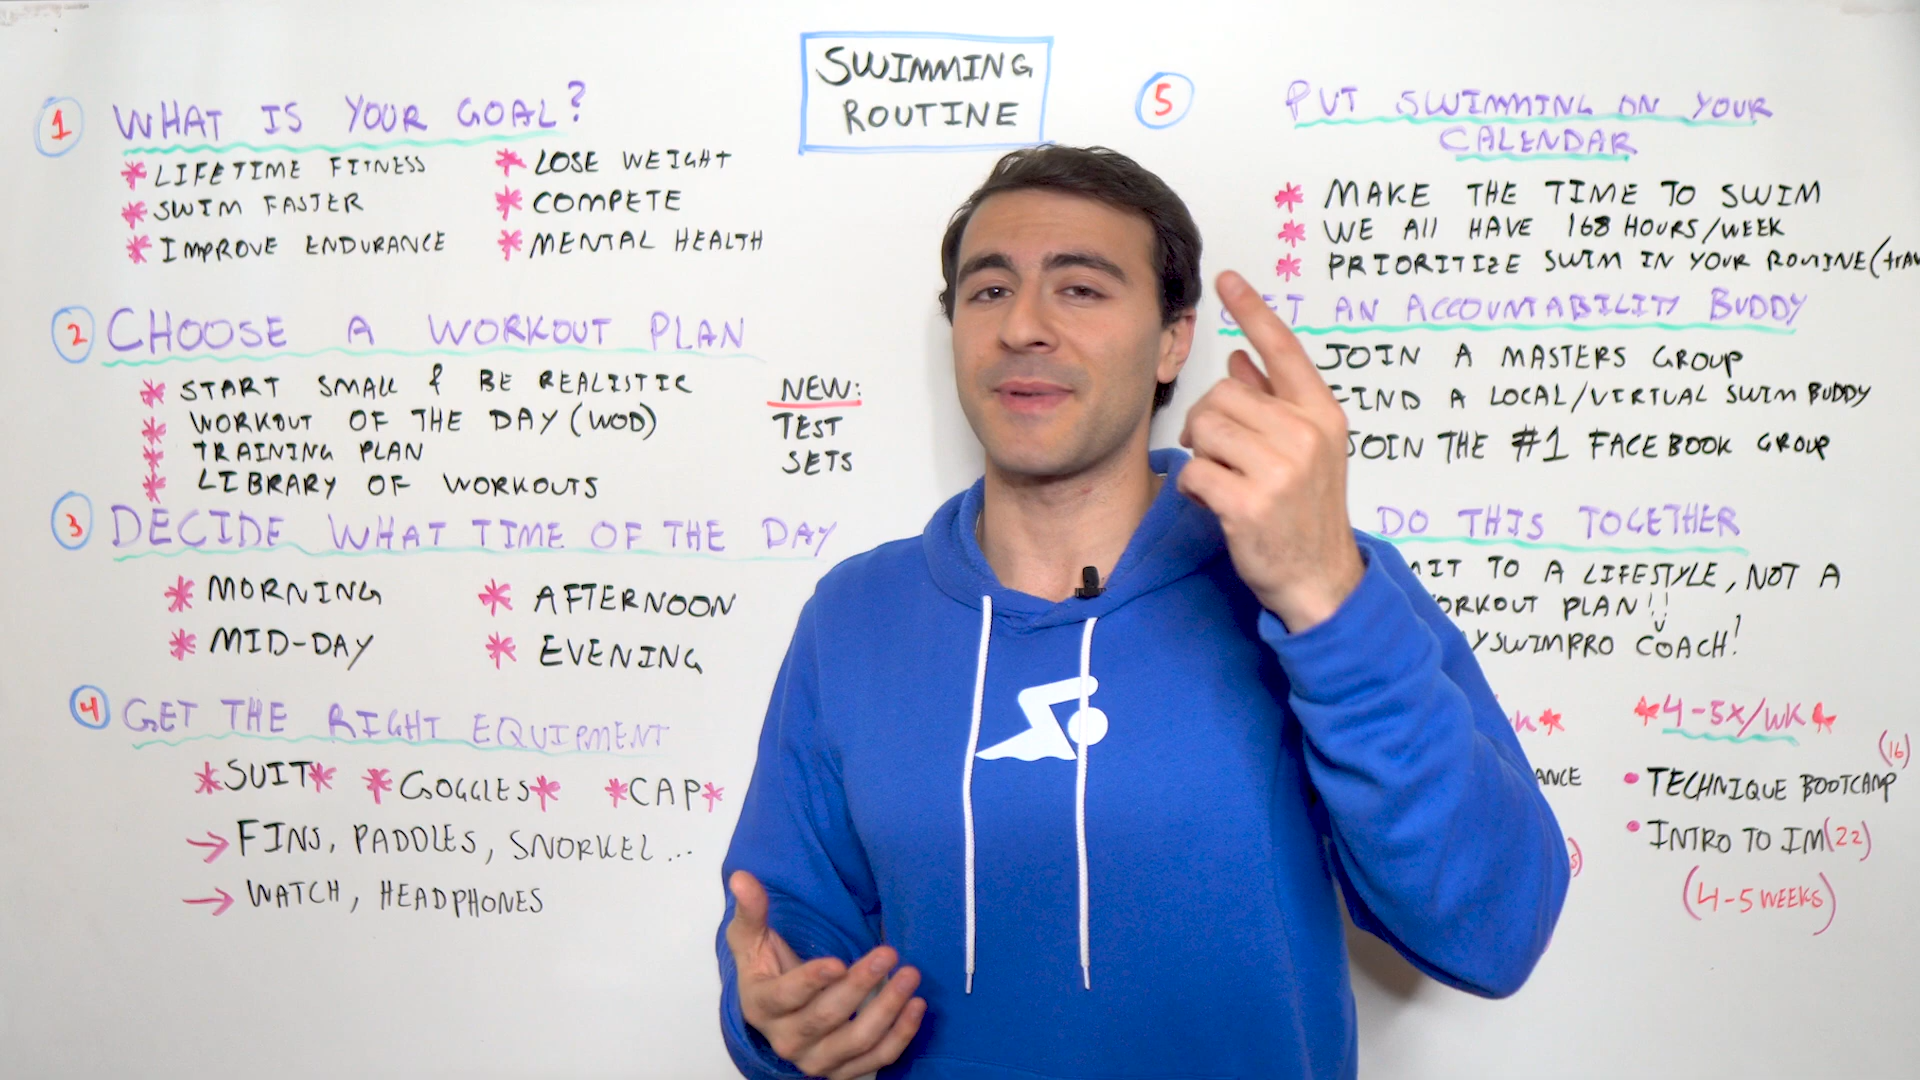 SWIMMING
ROUTINE
1 WHAT IS YOUR GOAL?
* LIFETIME FITNESS
* SWIM FASTER
* IMPROVE ENDURANCE
* LOSE WEIGHT
* COMPETE
* MENTAL HEALTH
2 CHOOSE A WORKOUT PLAN
* START SMALL & BE REALISTIC
* WORKOUT OF THE DAY (WOD)
* TRAINING PLAN
* LIBRARY OF WORKOUTS
NEW:
TEST
SETS
3 DECIDE WHAT TIME OF THE DAY
* MORNING
* MID-DAY
* AFTERNOON
* EVENING
4 GET THE RIGHT EQUIPMENT
*SUIT* *GOGGLES* *CAP*
→ FINS, PADDLES, SNORKEL...
→ WATCH, HEADPHONES
5 PUT SWIMMING ON YOUR
CALENDAR
* MAKE THE TIME TO SWIM
* WE All HAVE 168 HOURS/WEEK
* PRIORITIZE SWIM IN YOUR ROUTINE (trav
ET AN ACCOUNTABILITY BUDDY
JOIN A MASTERS GROUP
FIND A LOCAL/VIRTUAL SWIM BUDDY
JOIN THE #1 FACEBOOK GROUP
DO THIS TOGETHER
IT TO A LIFESTYLE, NOT A
ORKOUT PLAN!!
YSWIMPRO COACH!
*4-5X/WK*
ANCE
• TECHNIQUE BOOTCAMP (16)
• INTRO TO IM (22)
(4-5 WEEKS)